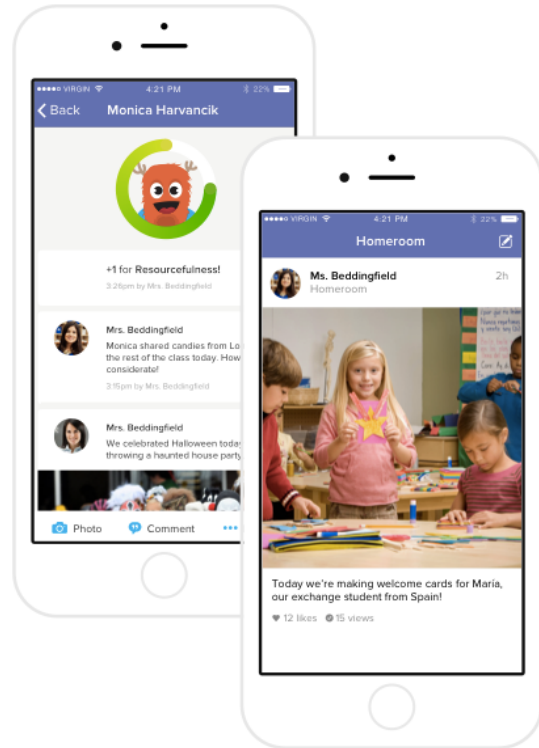 VIRGIN 4:21 PM 22%
Back Monica Harvancik
+1 for Resourcefulness!
3:26pm by Mrs. Beddingfield
Mrs. Beddingfield
Monica shared candies from
the rest of the class today.
considerate!
3:15pm by Mrs. Beddingfield
Mrs. Beddingfield
We celebrated Halloween
throwing a haunted house party
Photo Comment
VIRGIN 4:21 PM 22%
Homeroom
Ms. Beddingfield 2h
Homeroom
Today we're making welcome cards for María,
our exchange student from Spain!
12 likes 15 views